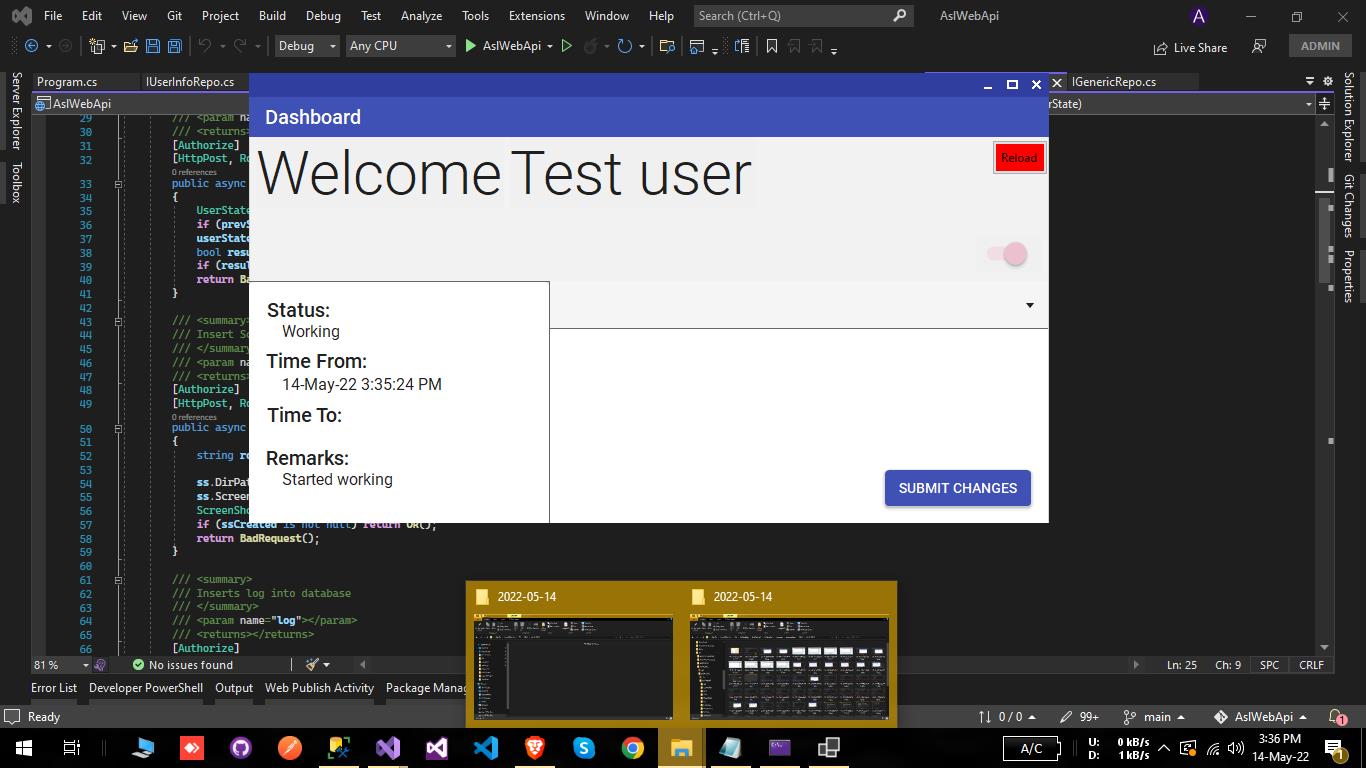 File Edit View Git Project Build Debug Test Analyze Tools Extensions Window Help Search (Ctrl+Q) AslWebApi A
Debug Any CPU AslWebApi Live Share ADMIN
Program.cs IUserInfoRepo.cs IGenericRepo.cs
AslWebApi rState)
Server Explorer
Toolbox
Solution Explorer
Git Changes
Properties
Dashboard
Welcome Test user
Reload
Status:
Working
Time From:
14-May-22 3:35:24 PM
Time To:
Remarks:
Started working
SUBMIT CHANGES
29 /// <param na
30 /// <returns>
31 [Authorize]
32 [HttpPost, Ro
0 references
33 public async
34 {
35 UserState
36 if (prevS
37 userState
38 bool resu
39 if (resul
40 return Ba
41 }
42
43 /// <summary>
44 /// Insert Sc
45 /// </summary
46 /// <param na
47 /// <returns>
48 [Authorize]
49 [HttpPost, Ro
0 references
50 public async
51 {
52 string ro
53
54 ss.DirPat
55 ss.Screen
56 ScreenSho
57 if (ssCreated is not null) return Ok();
58 return BadRequest();
59 }
60
61 /// <summary>
62 /// Inserts log into database
63 /// </summary>
64 /// <param name="log"></param>
65 /// <returns></returns>
66 [Authorize]
2022-05-14 2022-05-14
81 % No issues found Ln: 25 Ch: 9 SPC CRLF
Error List Developer PowerShell Output Web Publish Activity Package Mana
Ready 0 / 0 99+ main AslWebApi 1
A/C U: 0 kB/s 3:36 PM
D: 1 kB/s 14-May-22 1